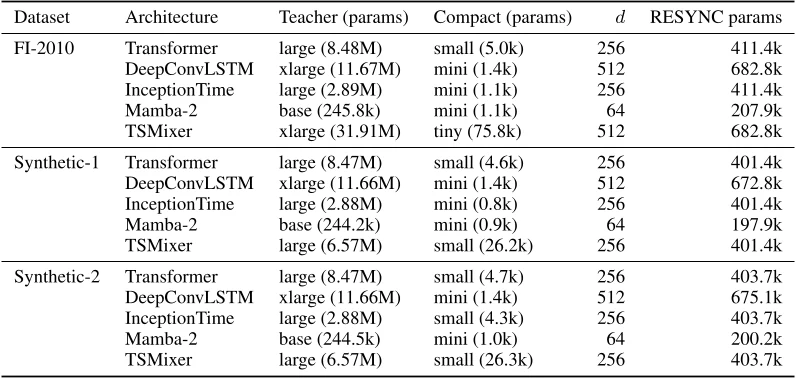 Dataset Architecture Teacher (params) Compact (params) d RESYNC params
FI-2010 Transformer large (8.48M) small (5.0k) 256 411.4k
DeepConvLSTM xlarge (11.67M) mini (1.4k) 512 682.8k
InceptionTime large (2.89M) mini (1.1k) 256 411.4k
Mamba-2 base (245.8k) mini (1.1k) 64 207.9k
TSMixer xlarge (31.91M) tiny (75.8k) 512 682.8k
Synthetic-1 Transformer large (8.47M) small (4.6k) 256 401.4k
DeepConvLSTM xlarge (11.66M) mini (1.4k) 512 672.8k
InceptionTime large (2.88M) mini (0.8k) 256 401.4k
Mamba-2 base (244.2k) mini (0.9k) 64 197.9k
TSMixer large (6.57M) small (26.2k) 256 401.4k
Synthetic-2 Transformer large (8.47M) small (4.7k) 256 403.7k
DeepConvLSTM xlarge (11.66M) mini (1.4k) 512 675.1k
InceptionTime large (2.88M) small (4.3k) 256 403.7k
Mamba-2 base (244.5k) mini (1.0k) 64 200.2k
TSMixer large (6.57M) small (26.3k) 256 403.7k